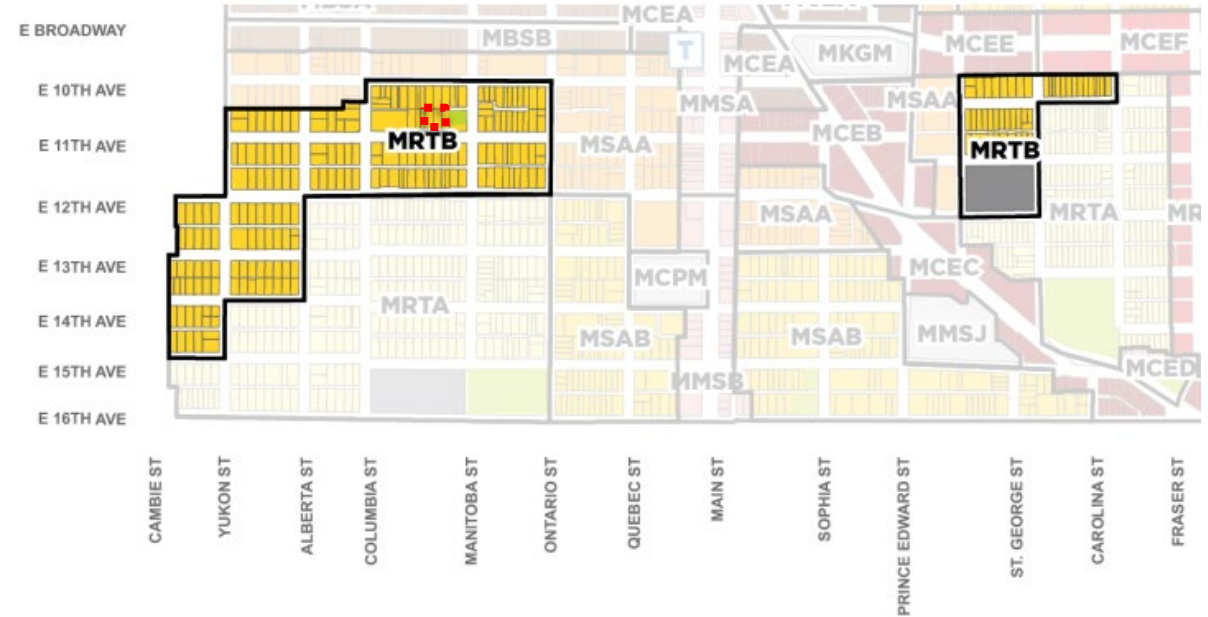 MCEA
E BROADWAY
MBSB
MCEE
MCEF
T
MKGM
MCEA
E 10TH AVE
MSAA
MMSA
MCEB
E 11TH AVE
MRTB
MSAA
MRTB
E 12TH AVE
MSAA
MRTA
MR
E 13TH AVE
MCEC
MCPM
MRTA
E 14TH AVE
MSAB
MSAB
MMSJ
E 15TH AVE
MCED
MMSB
E 16TH AVE
CAMBIE ST
YUKON ST
ALBERTA ST
COLUMBIA ST
MANITOBA ST
ONTARIO ST
QUEBEC ST
MAIN ST
SOPHIA ST
PRINCE EDWARD ST
ST. GEORGE ST
CAROLINA ST
FRASER ST